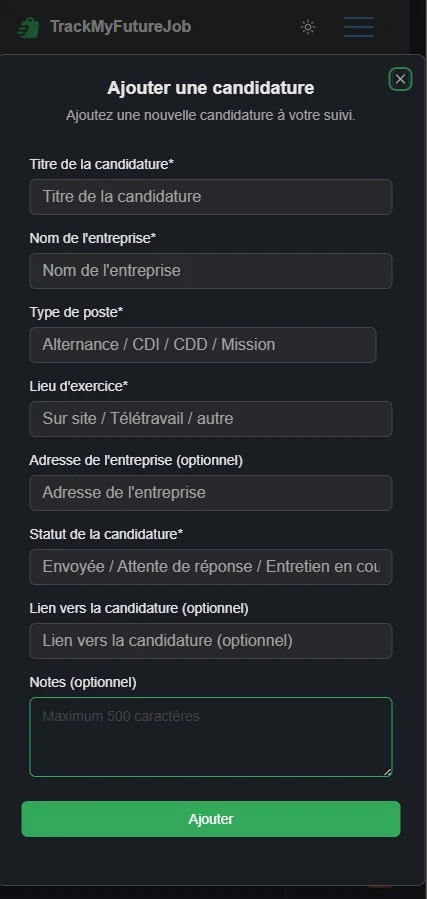 TrackMyFutureJob
Ajouter une candidature
Ajoutez une nouvelle candidature à votre suivi.
Titre de la candidature*
Titre de la candidature
Nom de l'entreprise*
Nom de l'entreprise
Type de poste*
Alternance / CDI / CDD / Mission
Lieu d'exercice*
Sur site / Télétravail / autre
Adresse de l'entreprise (optionnel)
Adresse de l'entreprise
Statut de la candidature*
Envoyée / Attente de réponse / Entretien en cou
Lien vers la candidature (optionnel)
Lien vers la candidature (optionnel)
Notes (optionnel)
Maximum 500 caractères
Ajouter